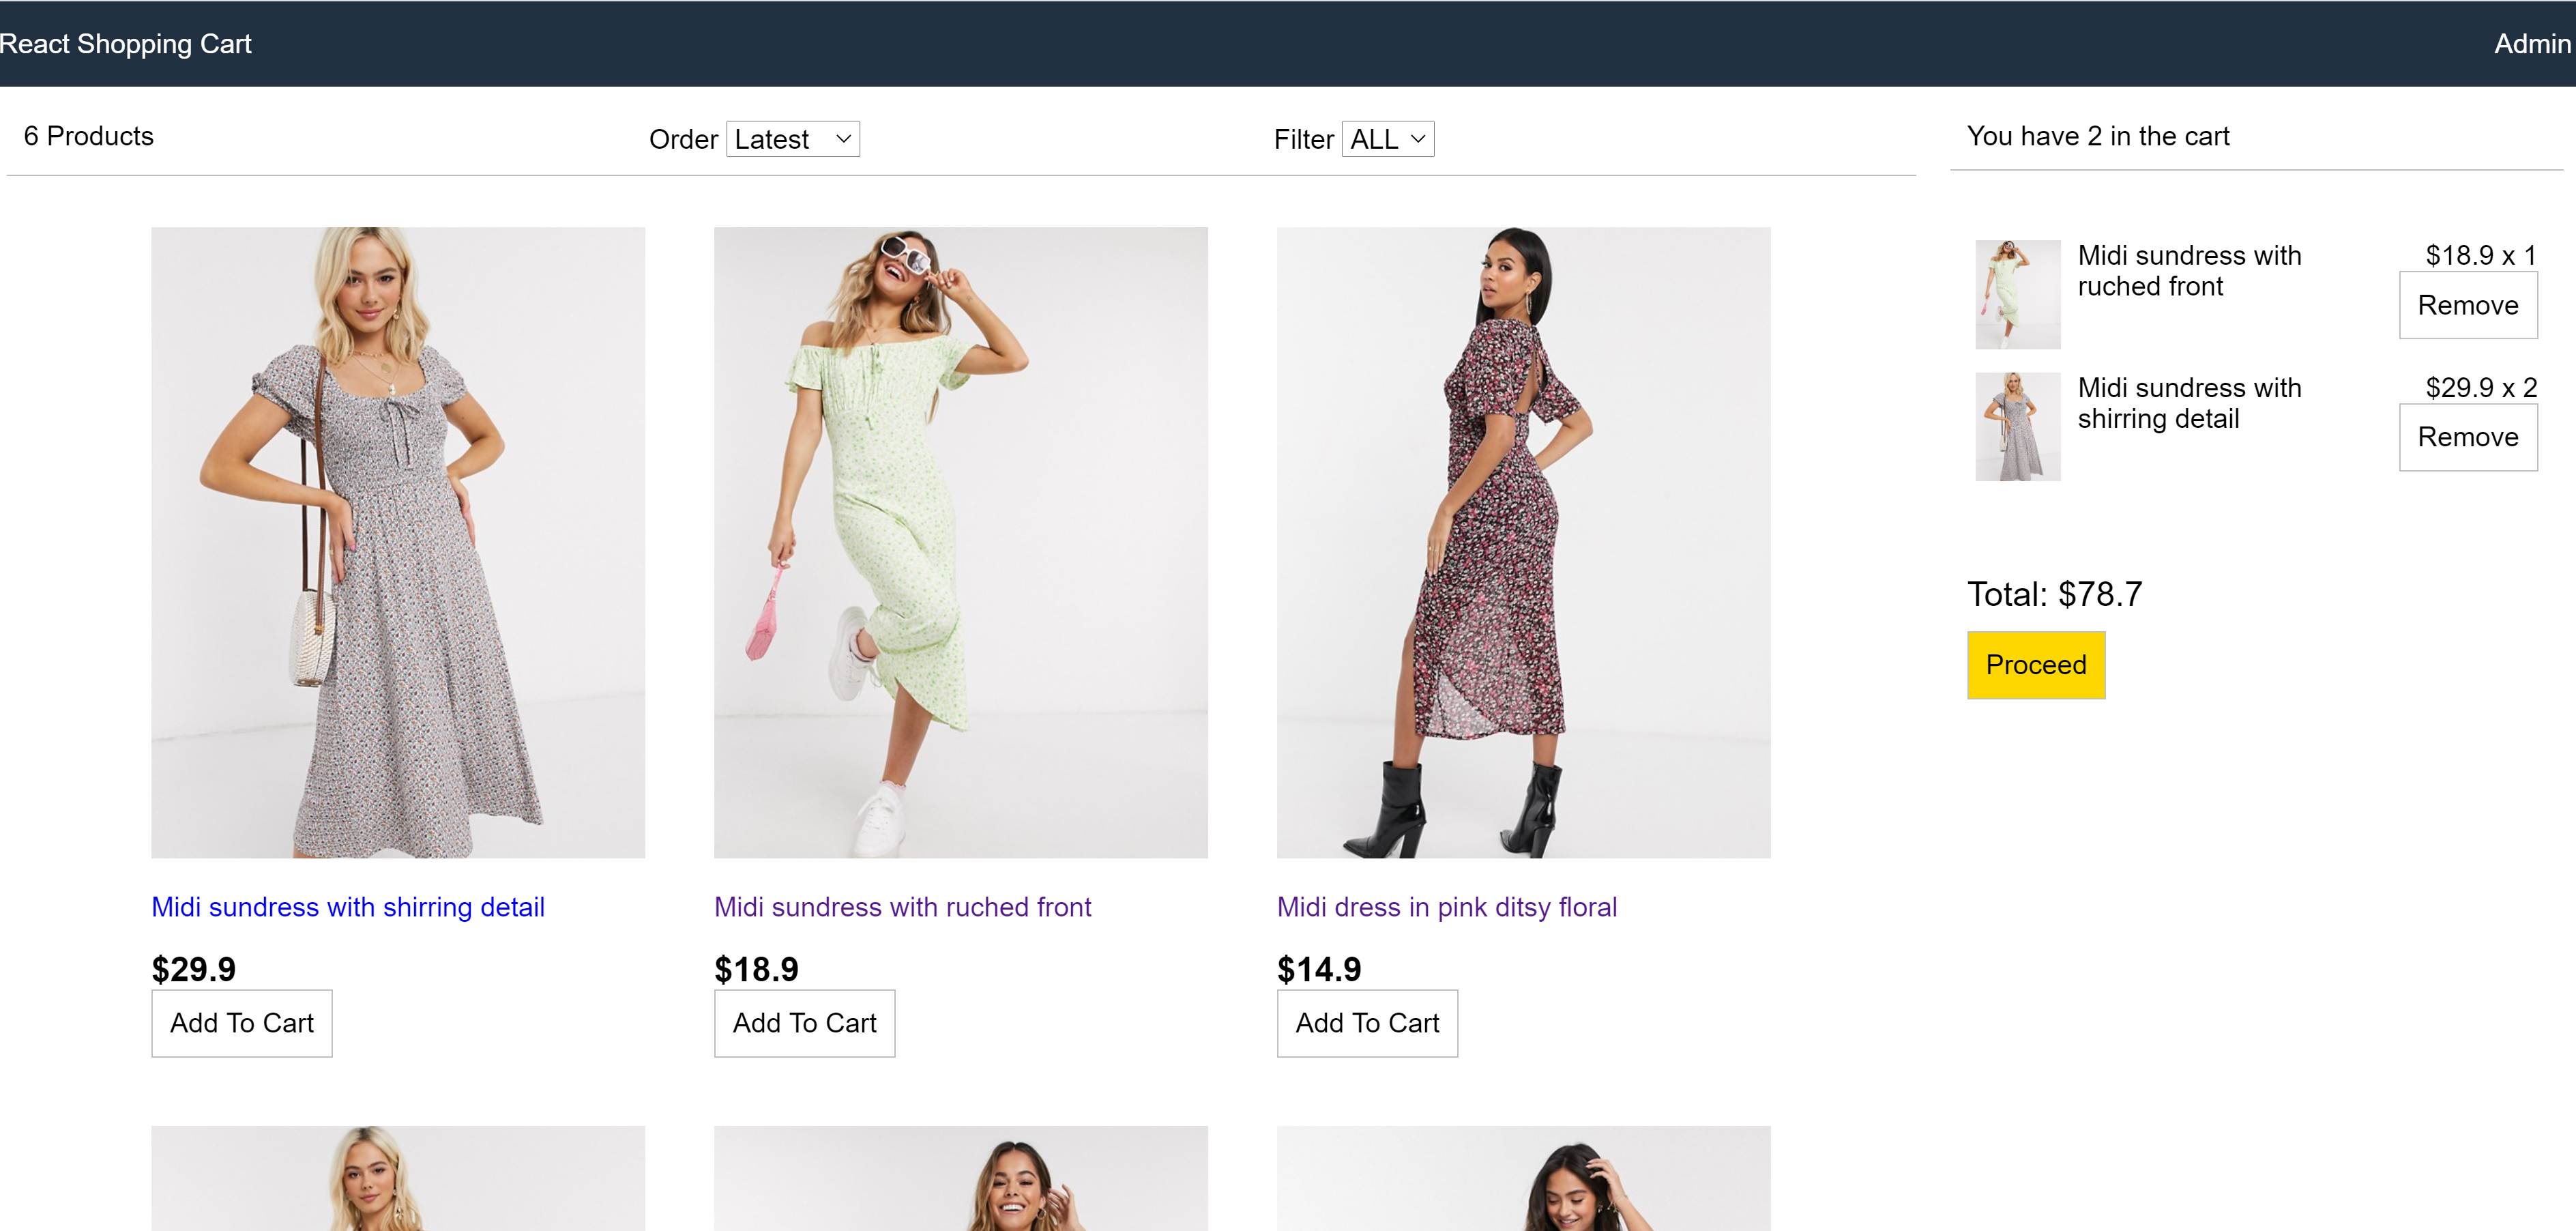 React Shopping Cart
Admin
6 Products
Order Latest
Filter ALL
You have 2 in the cart
Midi sundress with
ruched front
$18.9 x 1
Remove
Midi sundress with
shirring detail
$29.9 x 2
Remove
Total: $78.7
Proceed
Midi sundress with shirring detail
$29.9
Add To Cart
Midi sundress with ruched front
$18.9
Add To Cart
Midi dress in pink ditsy floral
$14.9
Add To Cart